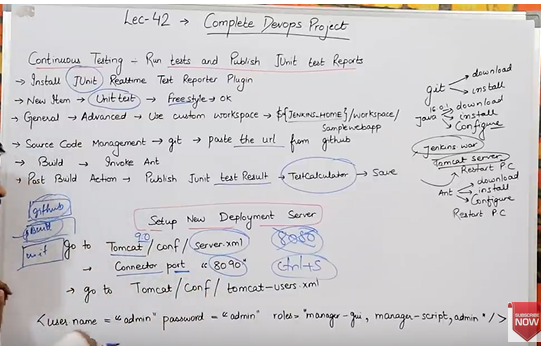 Lec-42 → Complete Devops Project
Continuous Testing - Run tests and Publish JUnit test Reports
→ Install JUnit Realtime Test Reporter Plugin
→ New Item → Unit test → Freestyle → ok
→ General → Advanced → Use custom workspace → ${JENKINS_HOME}/workspace/
Samplewebapp
→ Source Code Management → git → paste the url from github
→ Build → Invoke Ant
→ Post Build Action → Publish Junit test Result → TestCalculator → Save
git → download
→ install
java → download
→ install
→ Configure
Jenkins.war
Tomcat server
Restart PC
Ant → download
→ install
→ Configure
Restart PC
github
Build
unit
Setup New Deployment Server
9.0
go to Tomcat/conf/server.xml 8080
→ Connector port "8090" Ctrl+S
→ go to Tomcat/Conf/tomcat-users.xml
<user name="admin" password="admin" roles="manager-gui, manager-script, admin"/>
SUBSCRIBE
NOW